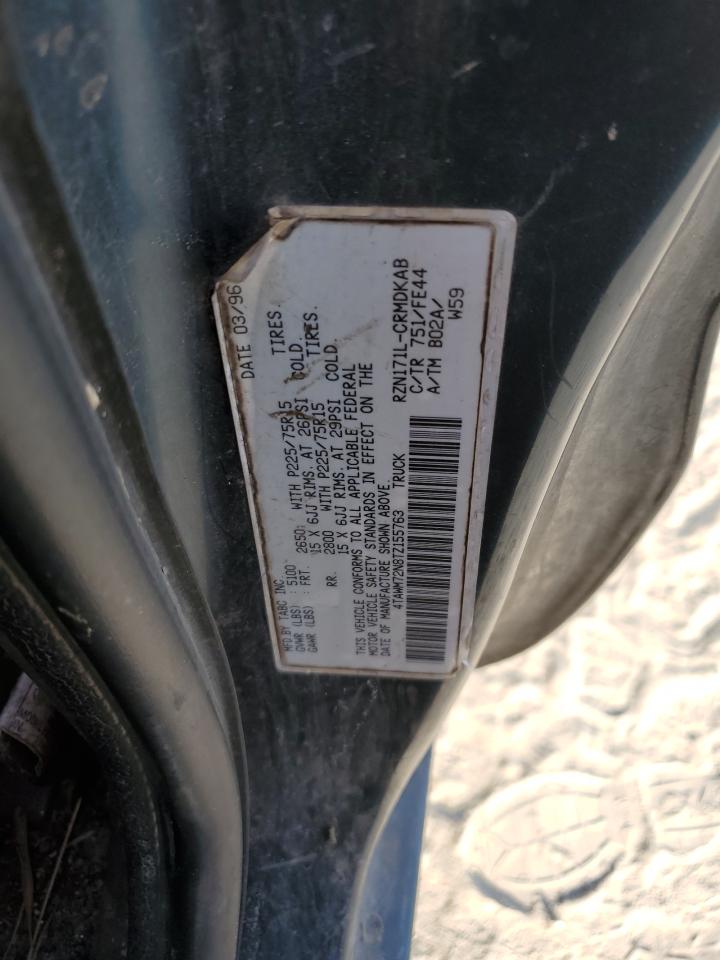 MFD.BY TABC INC. DATE 03/96
GVWR (LBS) : 5100
GAWR (LBS) : FRT. 2650: WITH P225/75R15 TIRES.
15 X 6JJ RIMS. AT 26PSI COLD.
RR. 2800 WITH P225/75R15 TIRES.
15 X 6JJ RIMS. AT 29PSI COLD.
THIS VEHICLE CONFORMS TO ALL APPLICABLE FEDERAL
MOTOR VEHICLE SAFETY STANDARDS IN EFFECT ON THE
DATE OF MANUFACTURE SHOWN ABOVE.
4TAWM72N8TZ155763 TRUCK
RZN171L-CRMDKAB
C/TR 751/FE44
A/TM B02A/
W59